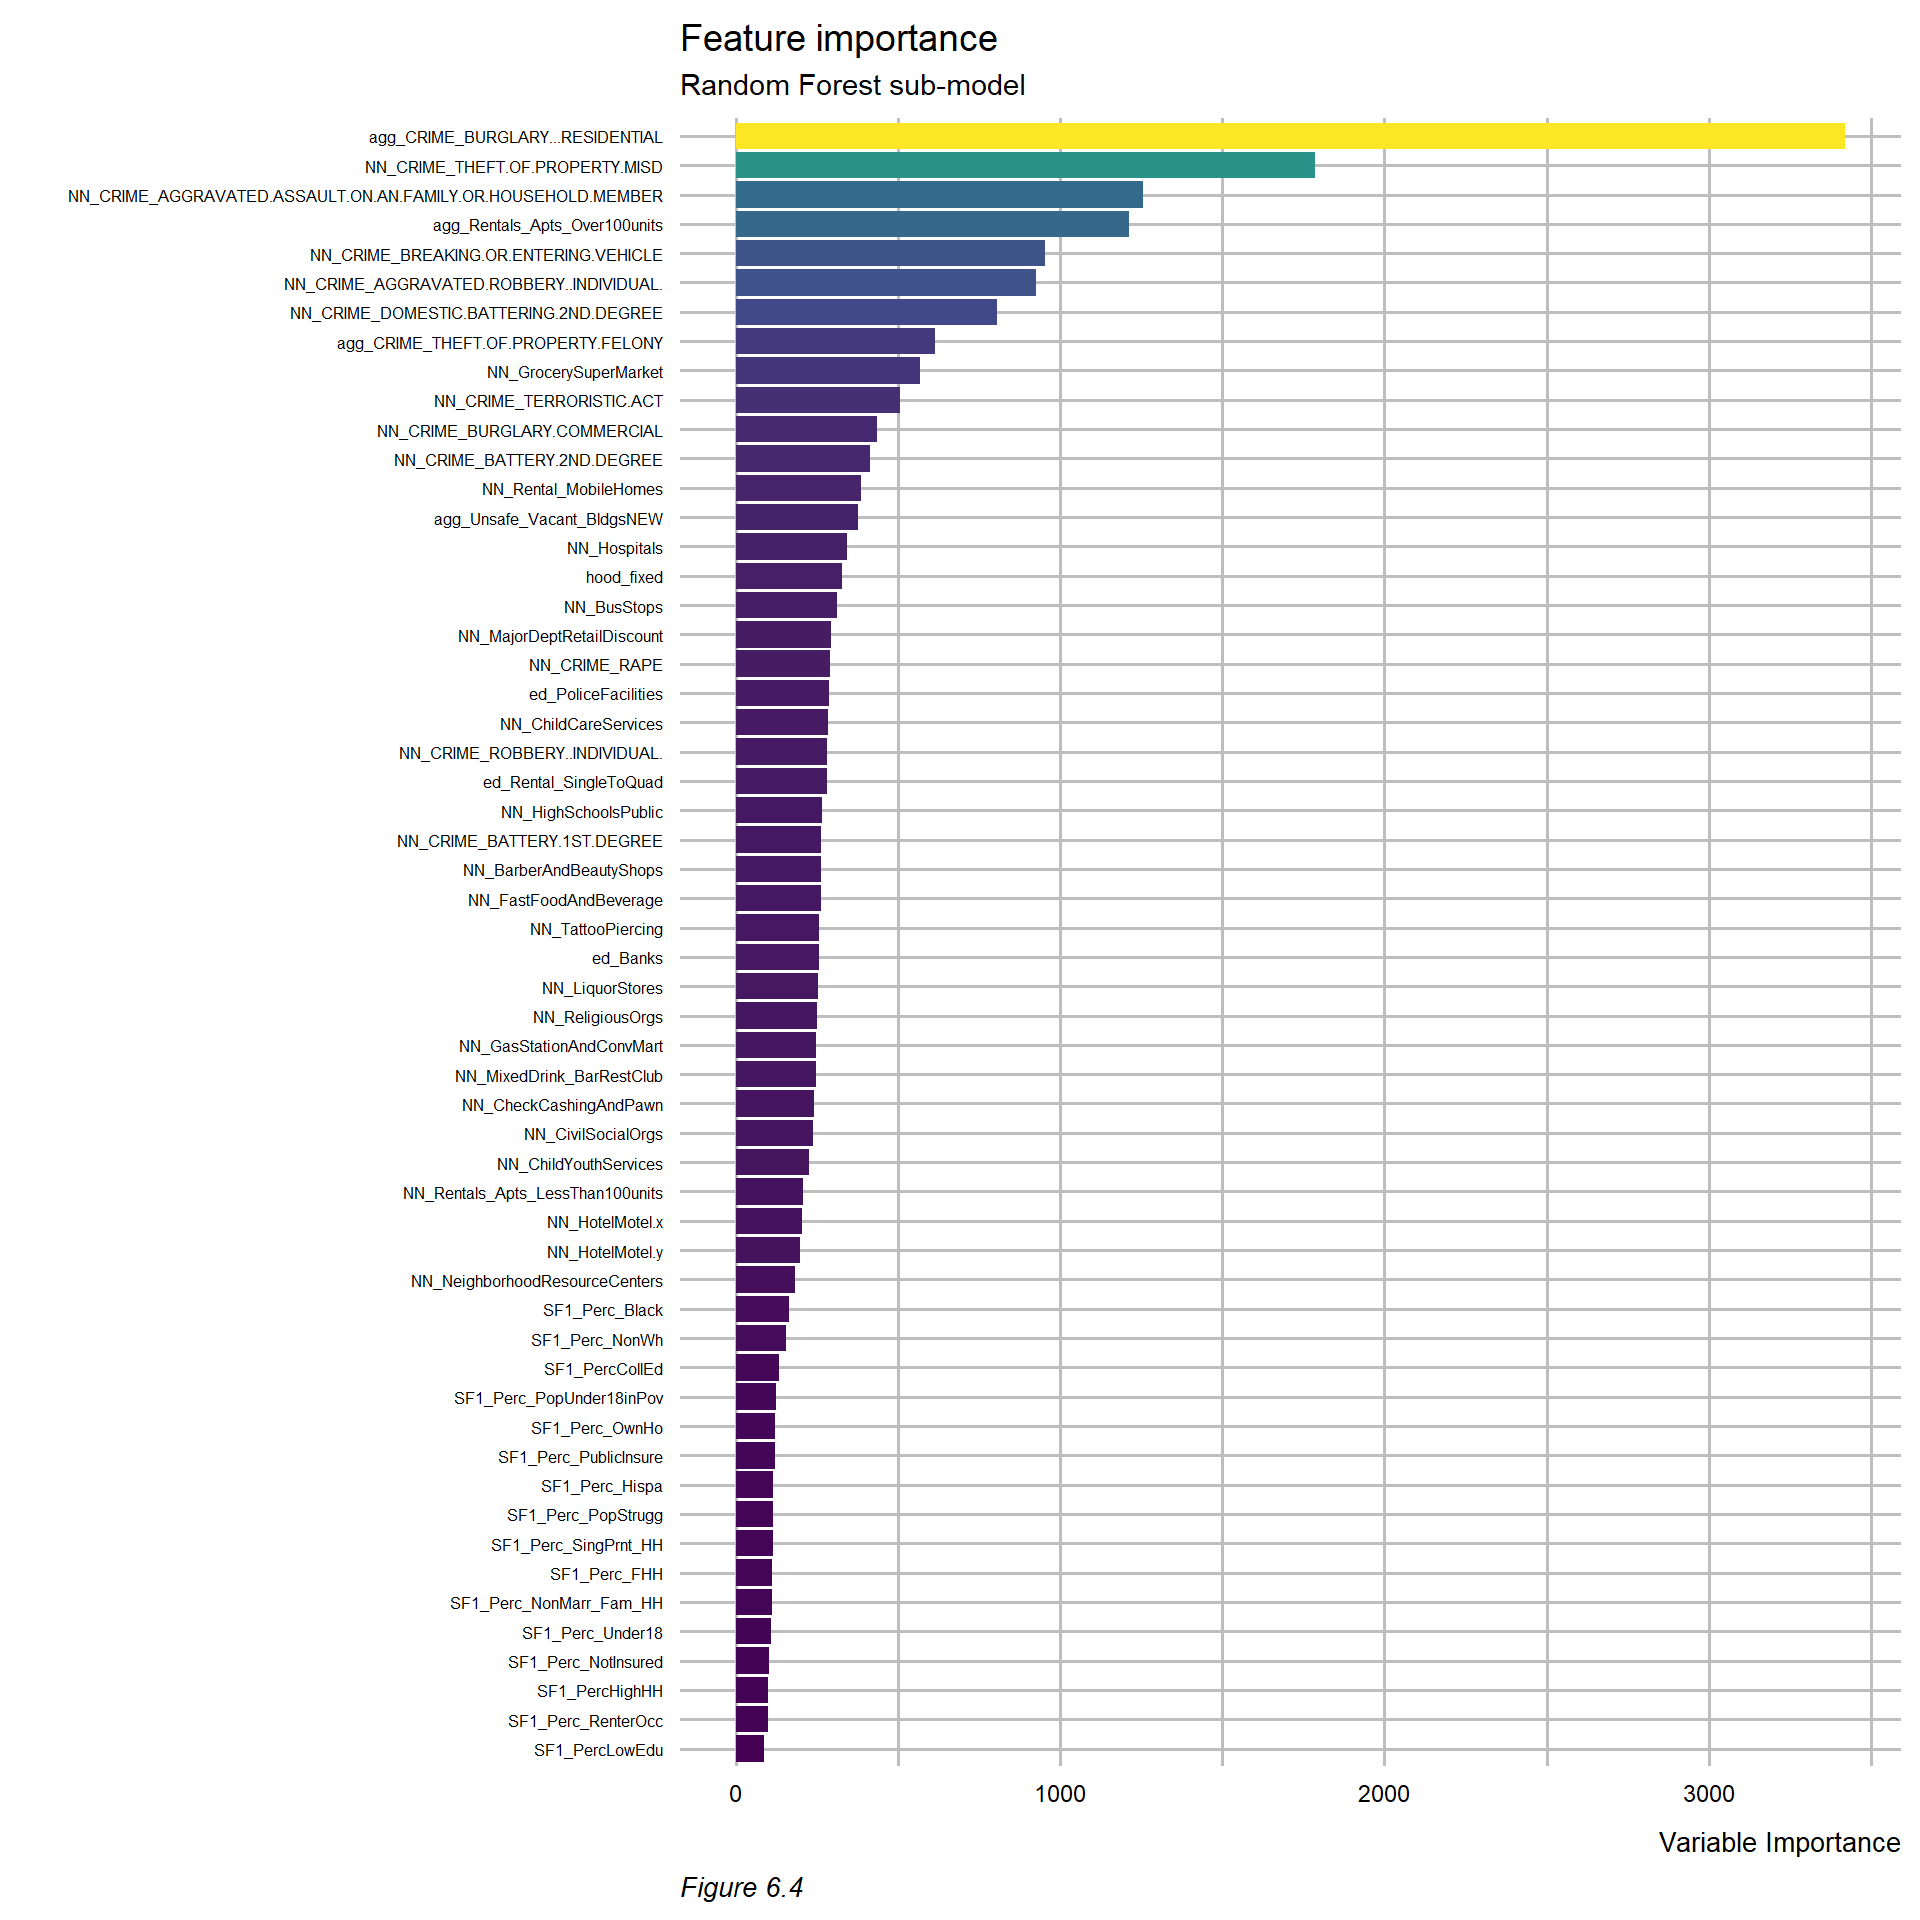 Feature importance
Random Forest sub-model
agg_CRIME_BURGLARY...RESIDENTIAL
NN_CRIME_THEFT.OF.PROPERTY.MISD
NN_CRIME_AGGRAVATED.ASSAULT.ON.AN.FAMILY.OR.HOUSEHOLD.MEMBER
agg_Rentals_Apts_Over100units
NN_CRIME_BREAKING.OR.ENTERING.VEHICLE
NN_CRIME_AGGRAVATED.ROBBERY..INDIVIDUAL.
NN_CRIME_DOMESTIC.BATTERING.2ND.DEGREE
agg_CRIME_THEFT.OF.PROPERTY.FELONY
NN_GrocerySuperMarket
NN_CRIME_TERRORISTIC.ACT
NN_CRIME_BURGLARY.COMMERCIAL
NN_CRIME_BATTERY.2ND.DEGREE
NN_Rental_MobileHomes
agg_Unsafe_Vacant_BldgsNEW
NN_Hospitals
hood_fixed
NN_BusStops
NN_MajorDeptRetailDiscount
NN_CRIME_RAPE
ed_PoliceFacilities
NN_ChildCareServices
NN_CRIME_ROBBERY..INDIVIDUAL.
ed_Rental_SingleToQuad
NN_HighSchoolsPublic
NN_CRIME_BATTERY.1ST.DEGREE
NN_BarberAndBeautyShops
NN_FastFoodAndBeverage
NN_TattooPiercing
ed_Banks
NN_LiquorStores
NN_ReligiousOrgs
NN_GasStationAndConvMart
NN_MixedDrink_BarRestClub
NN_CheckCashingAndPawn
NN_CivilSocialOrgs
NN_ChildYouthServices
NN_Rentals_Apts_LessThan100units
NN_HotelMotel.x
NN_HotelMotel.y
NN_NeighborhoodResourceCenters
SF1_Perc_Black
SF1_Perc_NonWh
SF1_PercCollEd
SF1_Perc_PopUnder18inPov
SF1_Perc_OwnHo
SF1_Perc_PublicInsure
SF1_Perc_Hispa
SF1_Perc_PopStrugg
SF1_Perc_SingPrnt_HH
SF1_Perc_FHH
SF1_Perc_NonMarr_Fam_HH
SF1_Perc_Under18
SF1_Perc_NotInsured
SF1_PercHighHH
SF1_Perc_RenterOcc
SF1_PercLowEdu
0 1000 2000 3000
Variable Importance
Figure 6.4